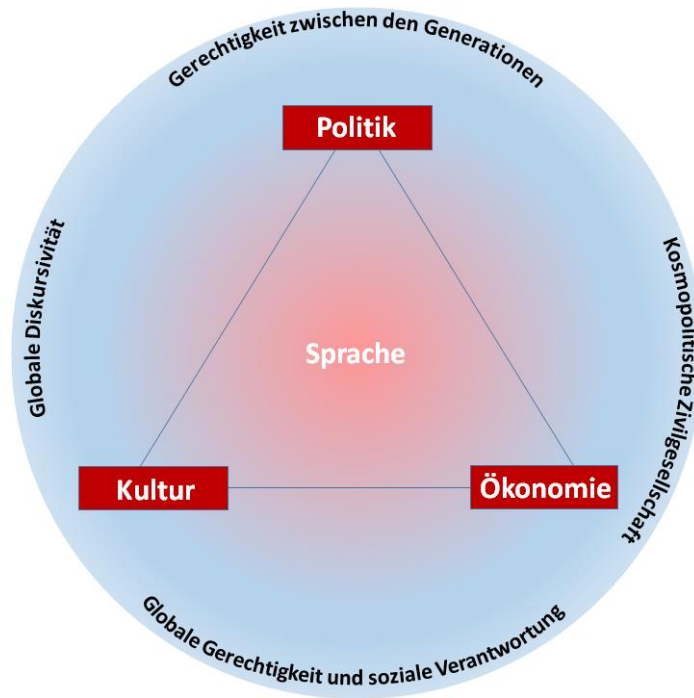 Gerechtigkeit zwischen den Generationen
Politik
Globale Diskursivität
Kosmopolitische Zivilgesellschaft
Sprache
Kultur
Ökonomie
Globale Gerechtigkeit und soziale Verantwortung